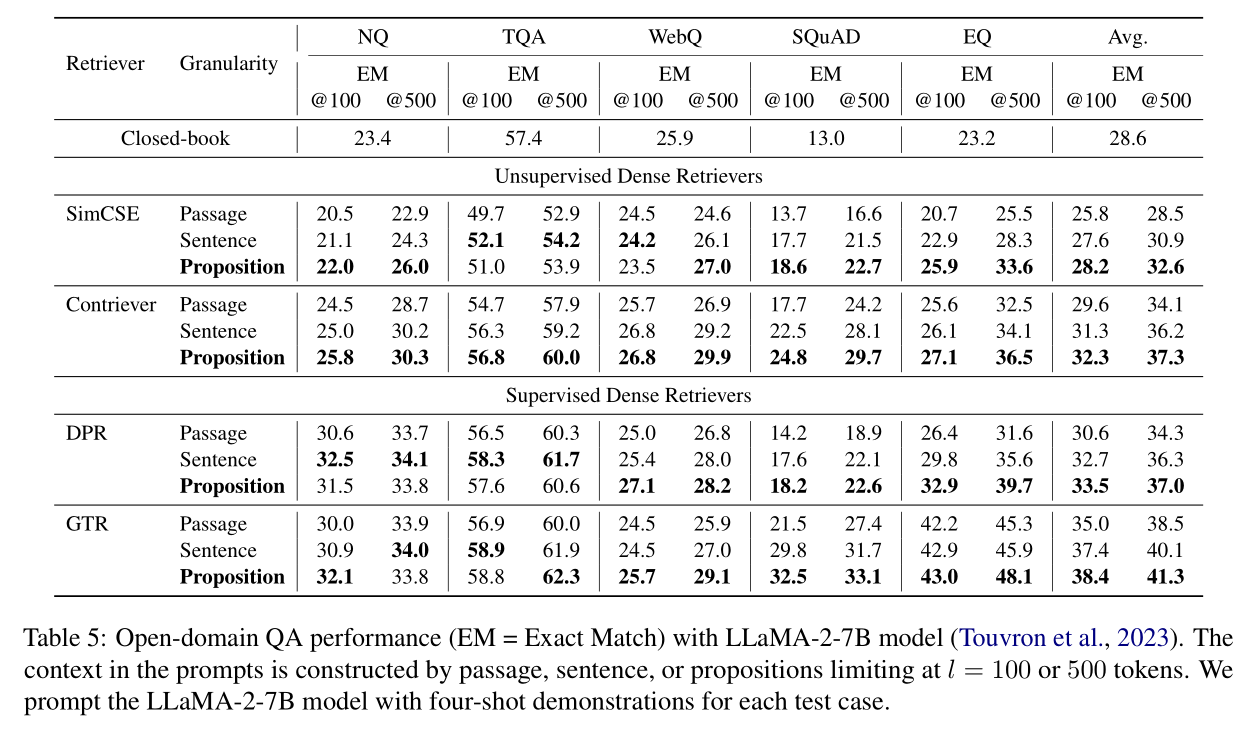 Retriever Granularity NQ TQA WebQ SQuAD EQ Avg.
EM EM EM EM EM EM
@100 @500 @100 @500 @100 @500 @100 @500 @100 @500 @100 @500
Closed-book 23.4 57.4 25.9 13.0 23.2 28.6
Unsupervised Dense Retrievers
SimCSE Passage 20.5 22.9 49.7 52.9 24.5 24.6 13.7 16.6 20.7 25.5 25.8 28.5
Sentence 21.1 24.3 52.1 54.2 24.2 26.1 17.7 21.5 22.9 28.3 27.6 30.9
Proposition 22.0 26.0 51.0 53.9 23.5 27.0 18.6 22.7 25.9 33.6 28.2 32.6
Contriever Passage 24.5 28.7 54.7 57.9 25.7 26.9 17.7 24.2 25.6 32.5 29.6 34.1
Sentence 25.0 30.2 56.3 59.2 26.8 29.2 22.5 28.1 26.1 34.1 31.3 36.2
Proposition 25.8 30.3 56.8 60.0 26.8 29.9 24.8 29.7 27.1 36.5 32.3 37.3
Supervised Dense Retrievers
DPR Passage 30.6 33.7 56.5 60.3 25.0 26.8 14.2 18.9 26.4 31.6 30.6 34.3
Sentence 32.5 34.1 58.3 61.7 25.4 28.0 17.6 22.1 29.8 35.6 32.7 36.3
Proposition 31.5 33.8 57.6 60.6 27.1 28.2 18.2 22.6 32.9 39.7 33.5 37.0
GTR Passage 30.0 33.9 56.9 60.0 24.5 25.9 21.5 27.4 42.2 45.3 35.0 38.5
Sentence 30.9 34.0 58.9 61.9 24.5 27.0 29.8 31.7 42.9 45.9 37.4 40.1
Proposition 32.1 33.8 58.8 62.3 25.7 29.1 32.5 33.1 43.0 48.1 38.4 41.3
Table 5: Open-domain QA performance (EM = Exact Match) with LLaMA-2-7B model (Touvron et al., 2023). The
context in the prompts is constructed by passage, sentence, or propositions limiting at l = 100 or 500 tokens. We
prompt the LLaMA-2-7B model with four-shot demonstrations for each test case.